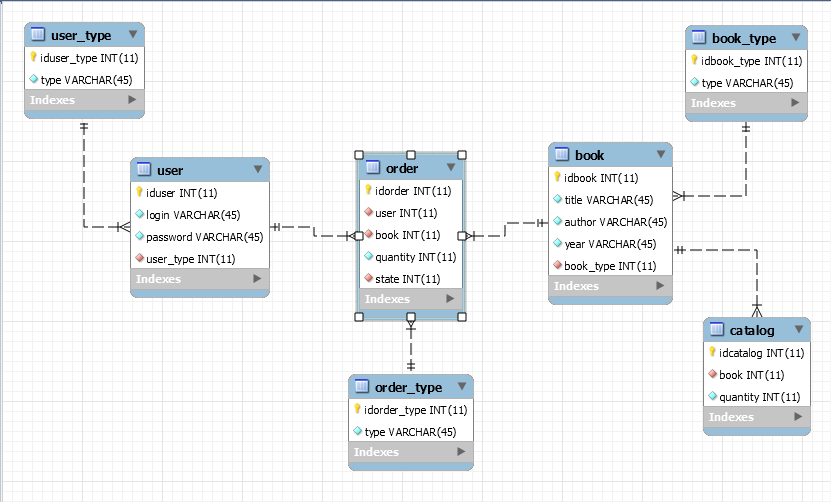 user_type
iduser_type INT(11)
type VARCHAR(45)
Indexes
book_type
idbook_type INT(11)
type VARCHAR(45)
Indexes
user
iduser INT(11)
login VARCHAR(45)
password VARCHAR(45)
user_type INT(11)
Indexes
order
idorder INT(11)
user INT(11)
book INT(11)
quantity INT(11)
state INT(11)
Indexes
book
idbook INT(11)
title VARCHAR(45)
author VARCHAR(45)
year VARCHAR(45)
book_type INT(11)
Indexes
catalog
idcatalog INT(11)
book INT(11)
quantity INT(11)
Indexes
order_type
idorder_type INT(11)
type VARCHAR(45)
Indexes